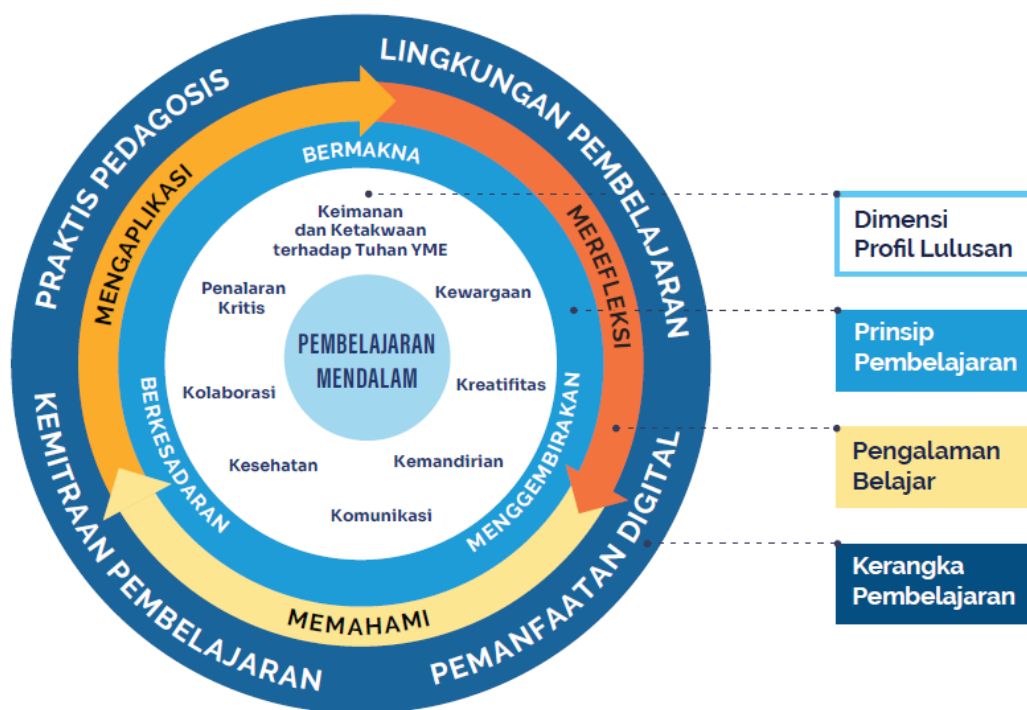 PRAKTIS PEDAGOSIS
LINGKUNGAN PEMBELAJARAN
PEMANFAATAN DIGITAL
KEMITRAAN PEMBELAJARAN
MENGAPLIKASI
MEREFLEKSI
MEMAHAMI
BERMAKNA
MENGGEMBIRAKAN
BERKESADARAN
Keimanan
dan Ketakwaan
terhadap Tuhan YME
Kewargaan
Kreatifitas
Kemandirian
Komunikasi
Kesehatan
Kolaborasi
Penalaran
Kritis
PEMBELAJARAN
MENDALAM
Dimensi
Profil Lulusan
Prinsip
Pembelajaran
Pengalaman
Belajar
Kerangka
Pembelajaran